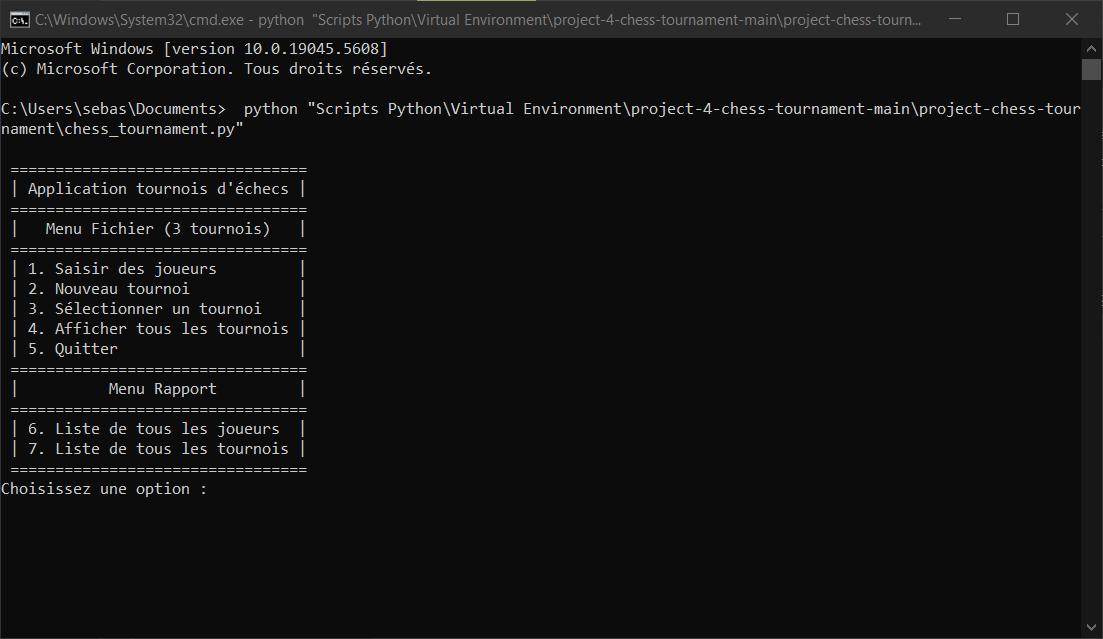 C:\Windows\System32\cmd.exe - python "Scripts Python\Virtual Environment\project-4-chess-tournament-main\project-chess-tourn...
Microsoft Windows [version 10.0.19045.5608]
(c) Microsoft Corporation. Tous droits réservés.
C:\Users\sebas\Documents>  python "Scripts Python\Virtual Environment\project-4-chess-tournament-main\project-chess-tour
nament\chess_tournament.py"
=================================
| Application tournois d'échecs |
=================================
|   Menu Fichier (3 tournois)   |
=================================
| 1. Saisir des joueurs         |
| 2. Nouveau tournoi            |
| 3. Sélectionner un tournoi    |
| 4. Afficher tous les tournois |
| 5. Quitter                    |
=================================
|          Menu Rapport         |
=================================
| 6. Liste de tous les joueurs  |
| 7. Liste de tous les tournois |
=================================
Choisissez une option :